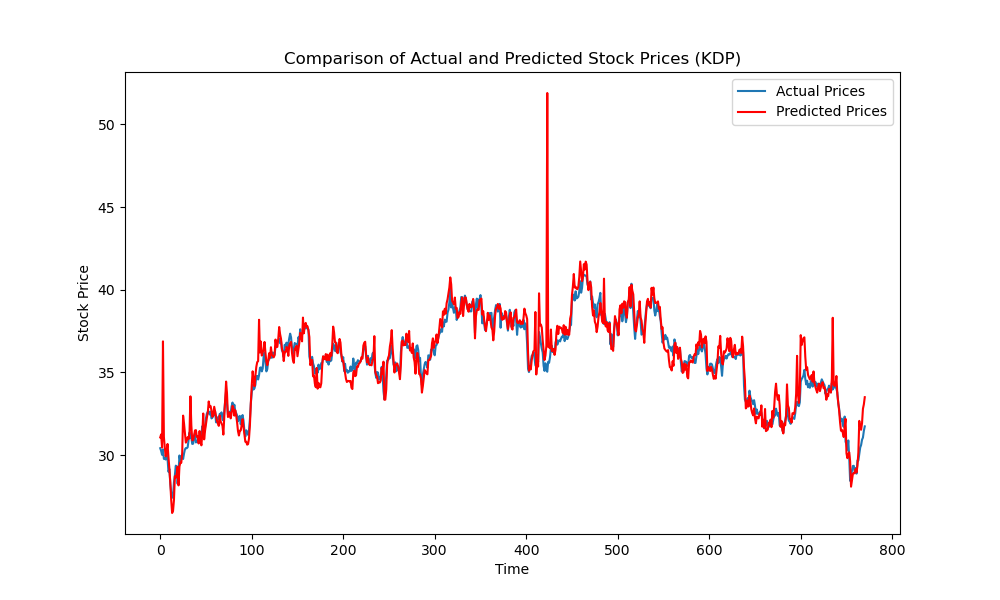 Comparison of Actual and Predicted Stock Prices (KDP)
Actual Prices
Predicted Prices
Stock Price
50
45
40
35
30
0 100 200 300 400 500 600 700 800
Time